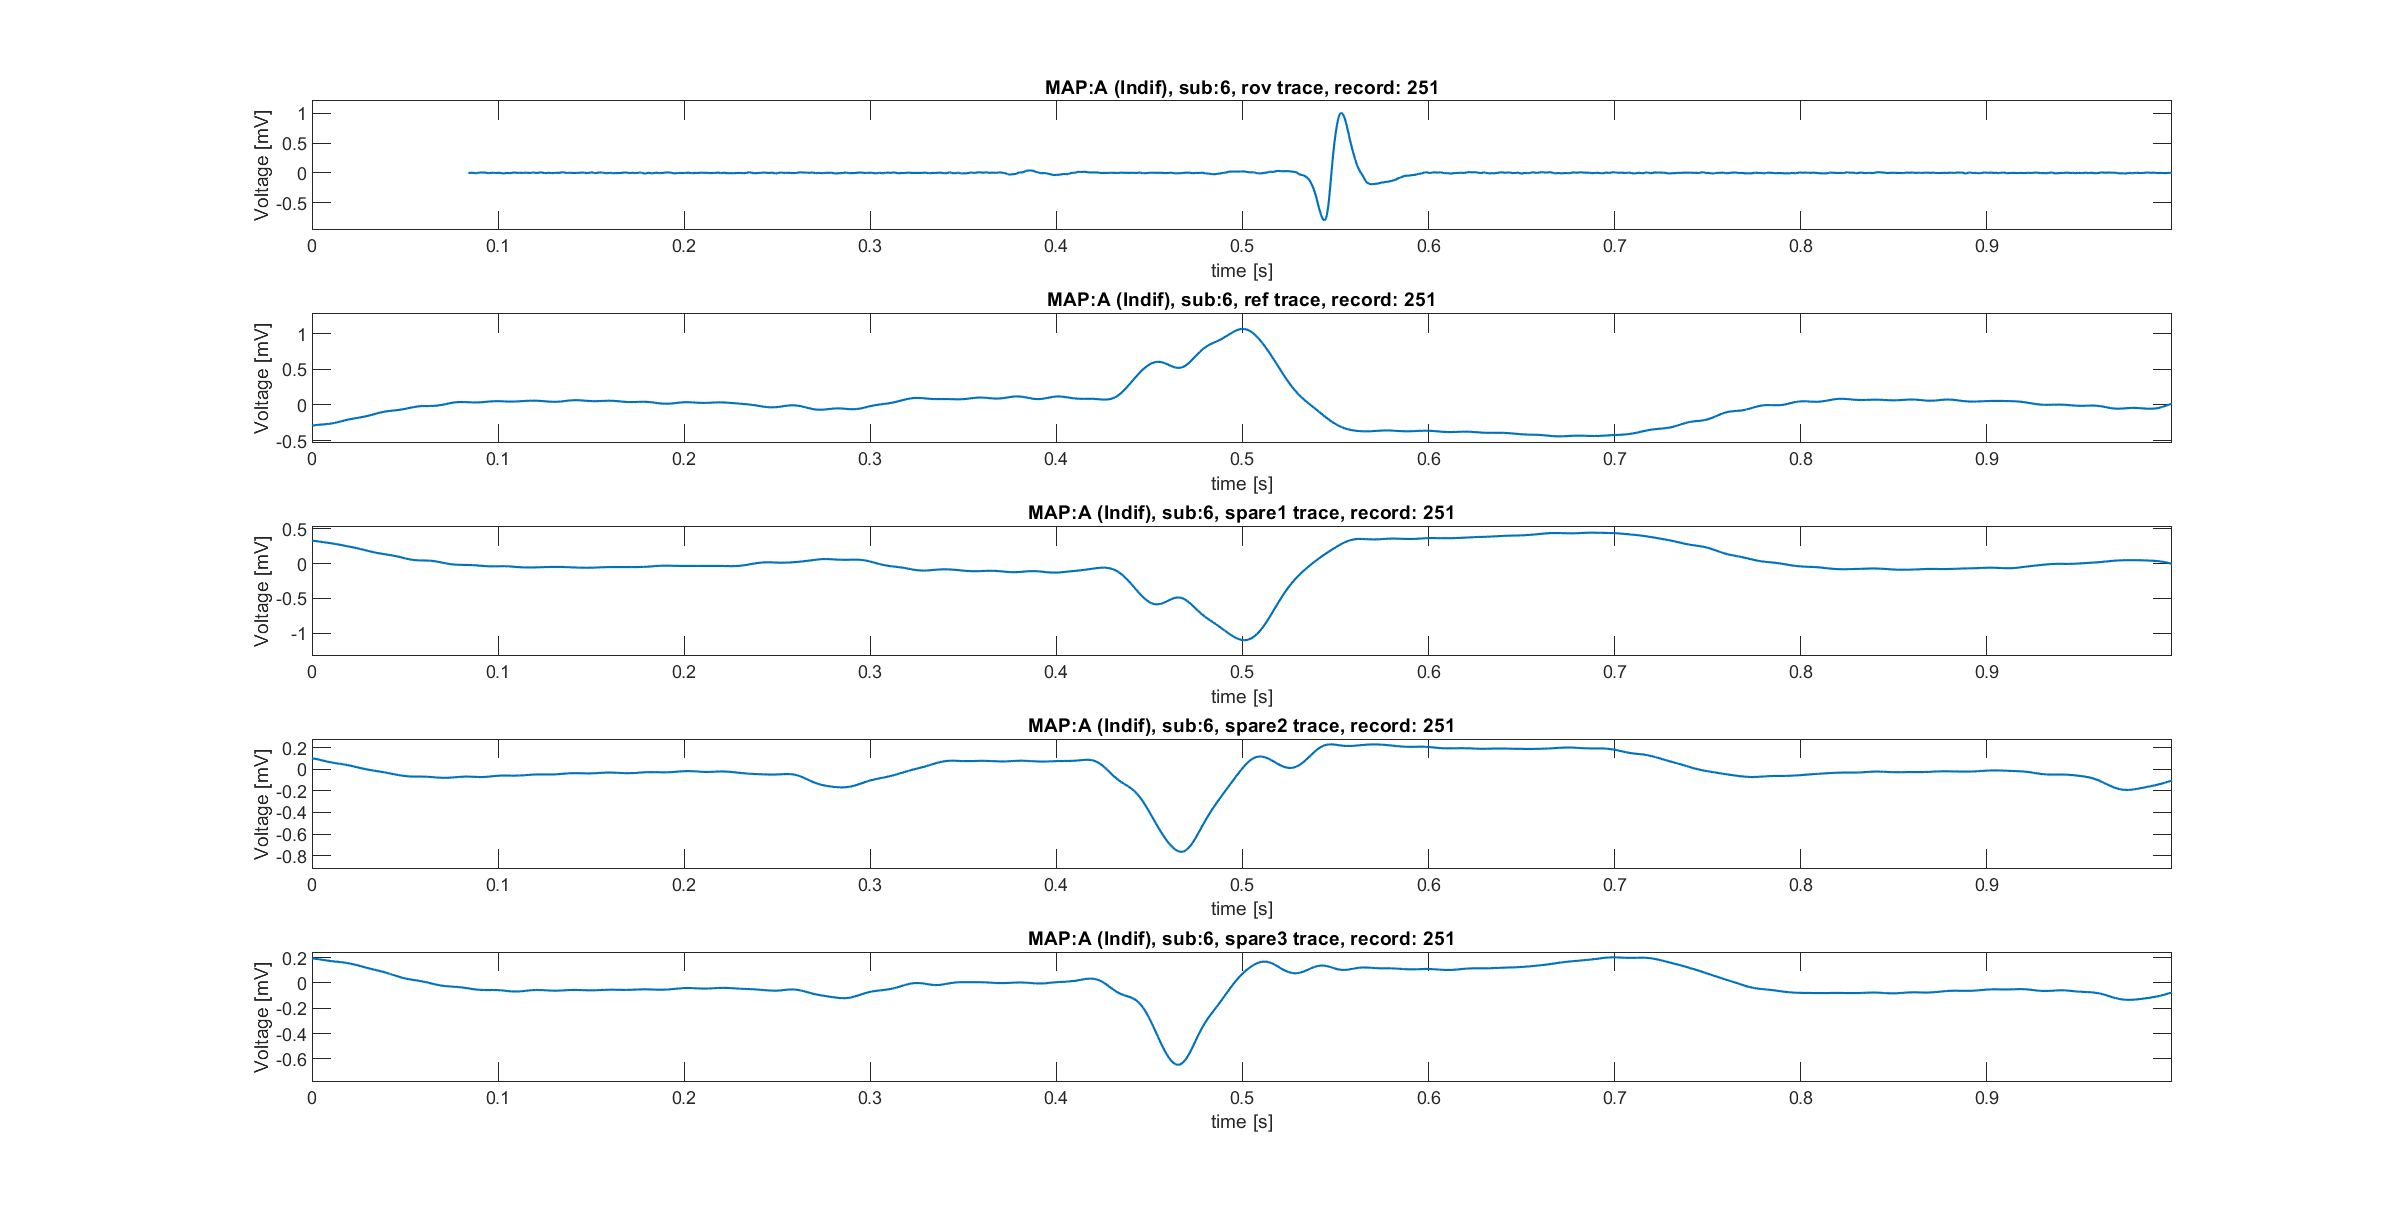 MAP:A (Indif), sub:6, rov trace, record: 251
Voltage [mV]
1
0.5
0
-0.5
0 0.1 0.2 0.3 0.4 0.5 0.6 0.7 0.8 0.9
time [s]
MAP:A (Indif), sub:6, ref trace, record: 251
Voltage [mV]
1
0.5
0
-0.5
0 0.1 0.2 0.3 0.4 0.5 0.6 0.7 0.8 0.9
time [s]
MAP:A (Indif), sub:6, spare1 trace, record: 251
Voltage [mV]
0.5
0
-0.5
-1
0 0.1 0.2 0.3 0.4 0.5 0.6 0.7 0.8 0.9
time [s]
MAP:A (Indif), sub:6, spare2 trace, record: 251
Voltage [mV]
0.2
0
-0.2
-0.4
-0.6
-0.8
0 0.1 0.2 0.3 0.4 0.5 0.6 0.7 0.8 0.9
time [s]
MAP:A (Indif), sub:6, spare3 trace, record: 251
Voltage [mV]
0.2
0
-0.2
-0.4
-0.6
0 0.1 0.2 0.3 0.4 0.5 0.6 0.7 0.8 0.9
time [s]